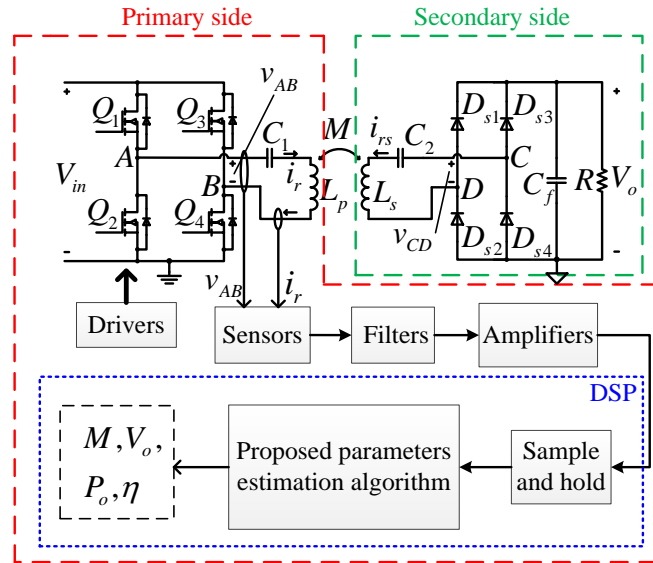 Primary side
Secondary side
Q1
Q3
vAB
C1
M
irs
C2
Ds1
Ds3
A
B
Vin
ir
Lp
Ls
D
C
Cf
R
Vo
Q2
Q4
vCD
Ds2
Ds4
vAB
ir
Drivers
Sensors
Filters
Amplifiers
DSP
M ,Vo,
Po,η
Proposed parameters
estimation algorithm
Sample
and hold